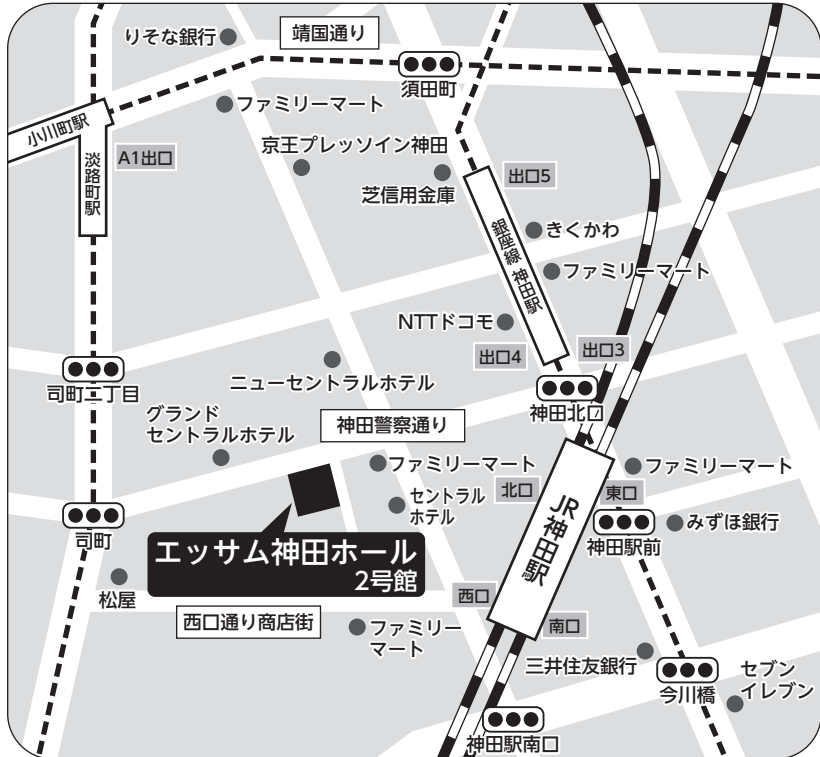 りそな銀行
靖国通り
須田町
小川町駅
ファミリーマート
A1出口
淡路町駅
京王プレッソイン神田
芝信用金庫
出口5
銀座線 神田駅
きくかわ
ファミリーマート
NTTドコモ
出口4
出口3
司町二丁目
ニューセントラルホテル
神田北口
グランド
セントラルホテル
神田警察通り
ファミリーマート
ファミリーマート
北口
東口
セントラル
ホテル
JR神田駅
司町
神田駅前
みずほ銀行
エッサム神田ホール
2号館
松屋
西口
西口通り商店街
南口
ファミリー
マート
三井住友銀行
今川橋
セブン
イレブン
神田駅南口